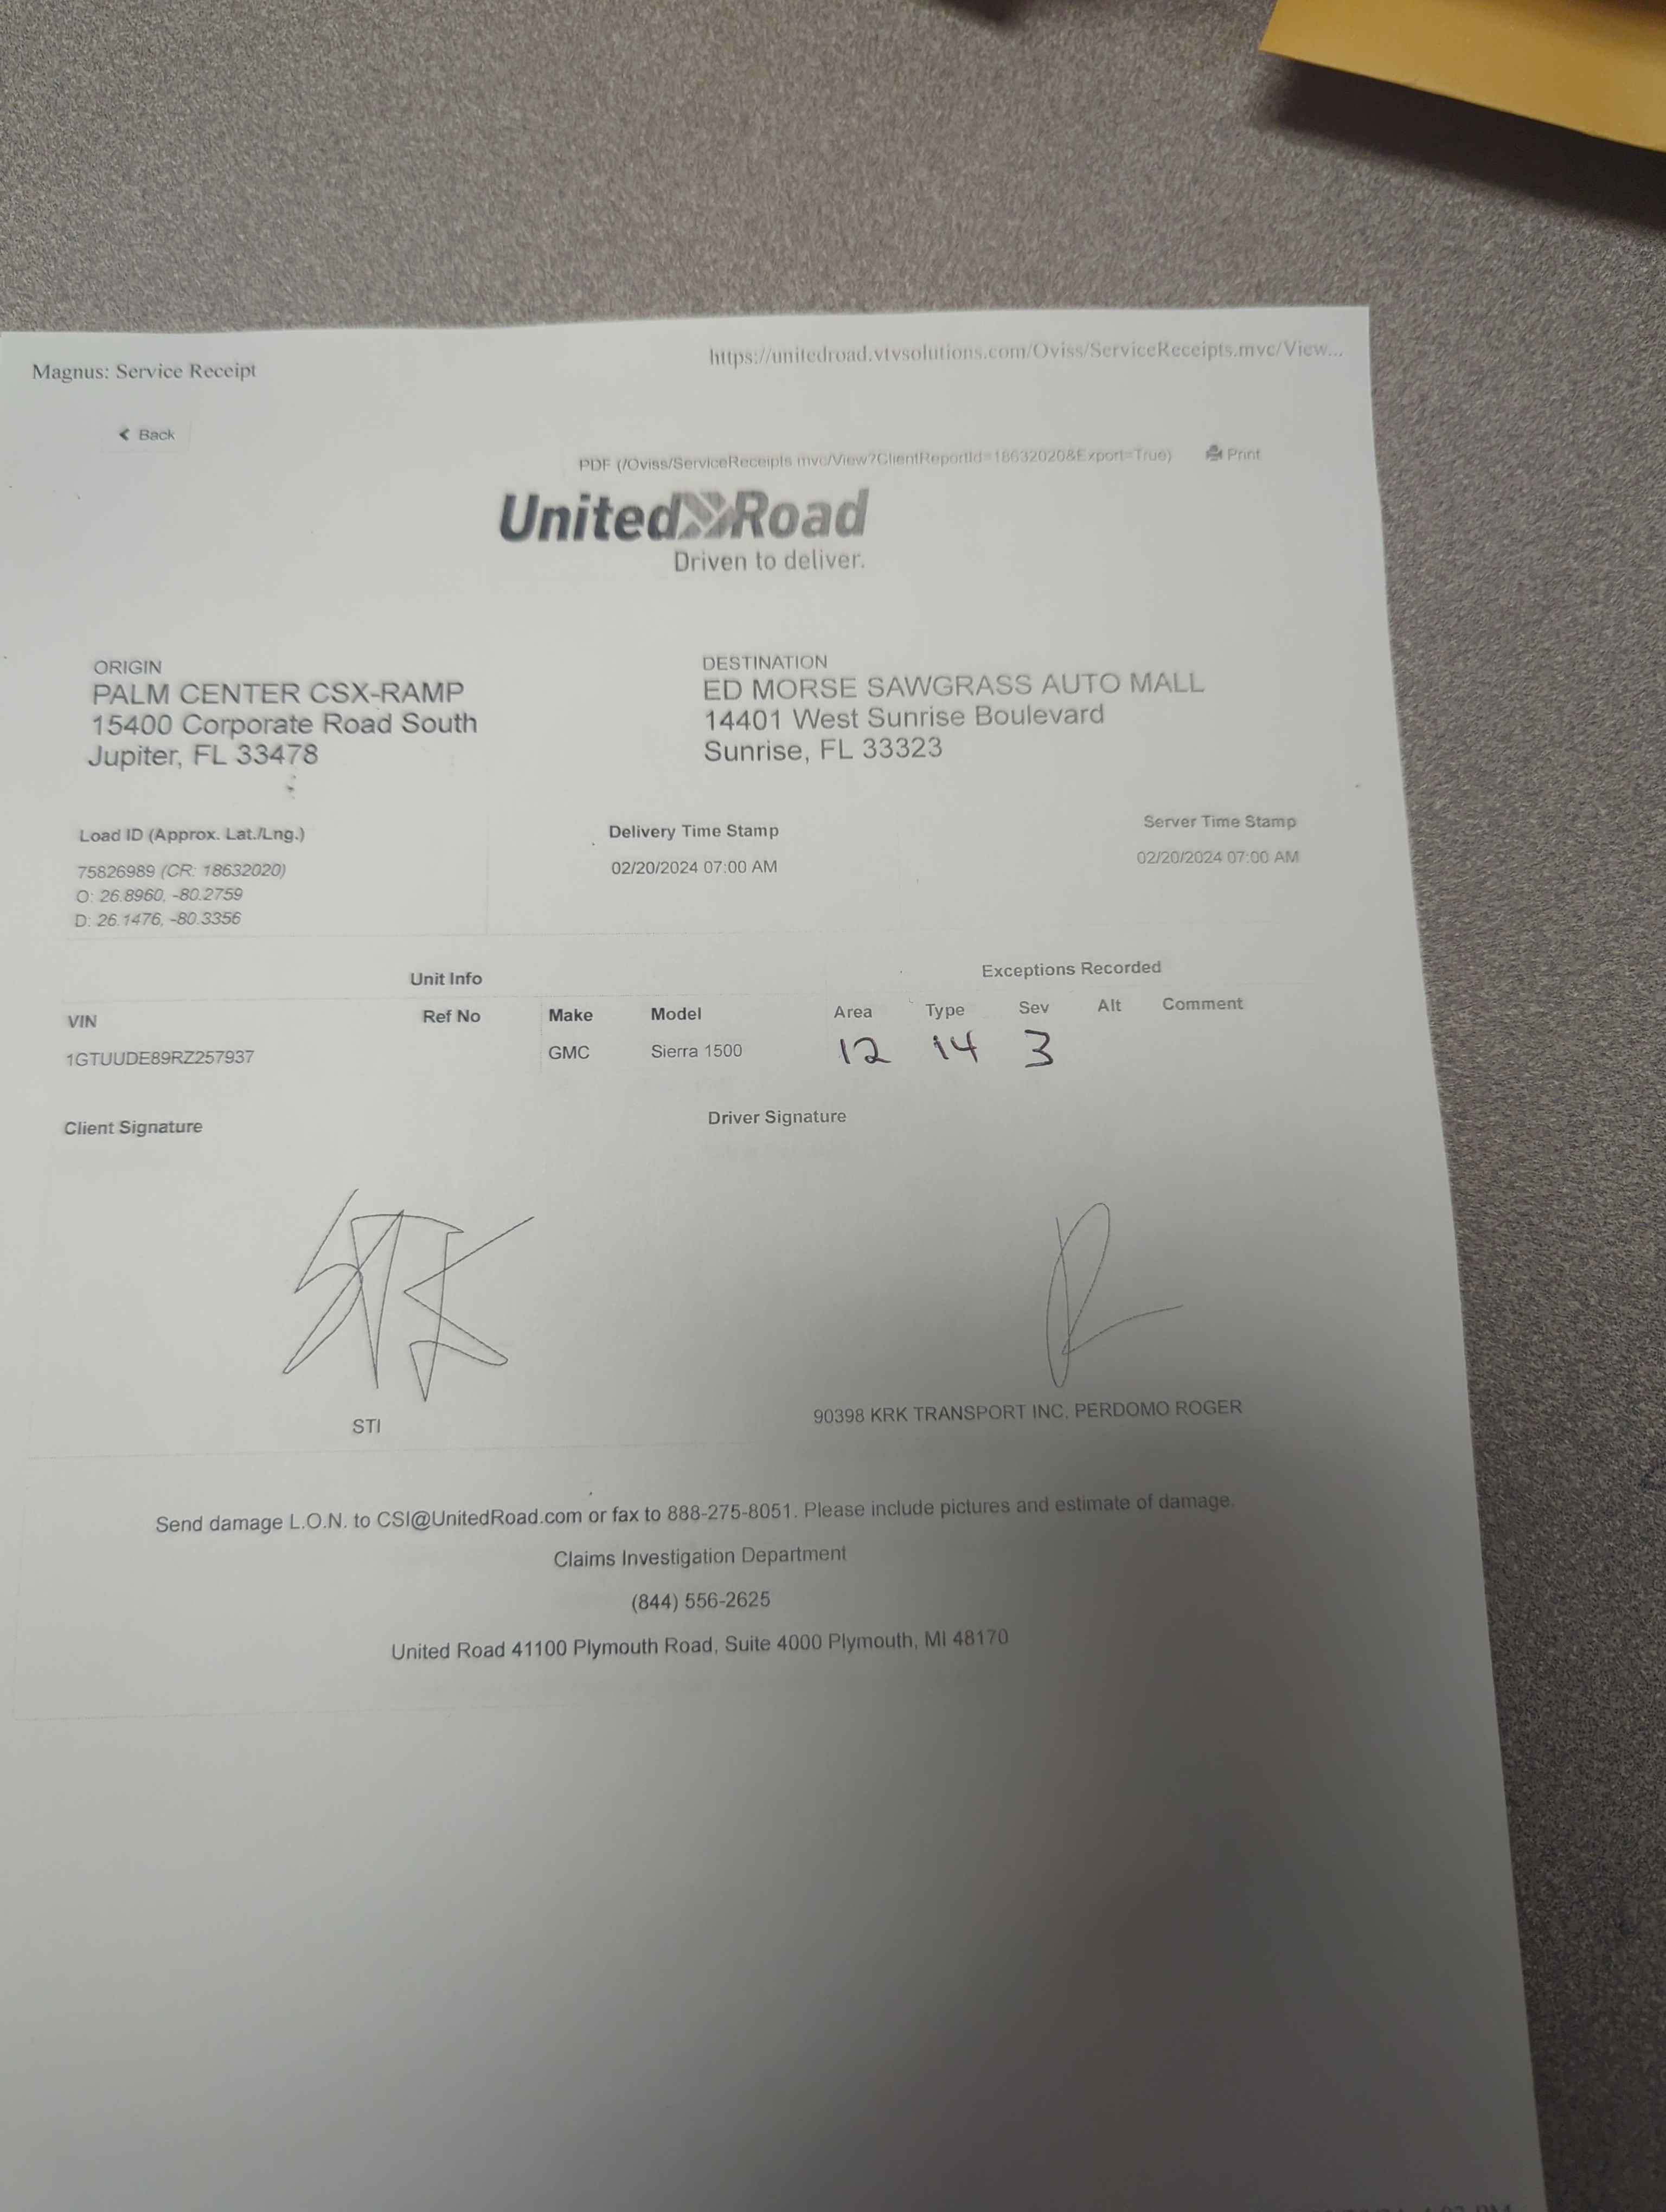 Magnus: Service Receipt
https://unitedroad.vtvsolutions.com/Oviss/ServiceReceipts.mvc/View...
Back
PDF (/Oviss/ServiceReceipts.mvc/View?ClientReportId=18632020&Export=True)
Print
United Road
Driven to deliver.
ORIGIN
PALM CENTER CSX-RAMP
15400 Corporate Road South
Jupiter, FL 33478
DESTINATION
ED MORSE SAWGRASS AUTO MALL
14401 West Sunrise Boulevard
Sunrise, FL 33323
Load ID (Approx. Lat./Lng.)
75826989 (CR: 18632020)
O: 26.8960, -80.2759
D: 26.1476, -80.3356
Delivery Time Stamp
02/20/2024 07:00 AM
Server Time Stamp
02/20/2024 07:00 AM
Unit Info Exceptions Recorded
VIN Ref No Make Model Area Type Sev Alt Comment
1GTUUDE89RZ257937 GMC Sierra 1500 12 14 3
Client Signature
Driver Signature
STI
90398 KRK TRANSPORT INC. PERDOMO ROGER
Send damage L.O.N. to CSI@UnitedRoad.com or fax to 888-275-8051. Please include pictures and estimate of damage.
Claims Investigation Department
(844) 556-2625
United Road 41100 Plymouth Road, Suite 4000 Plymouth, MI 48170